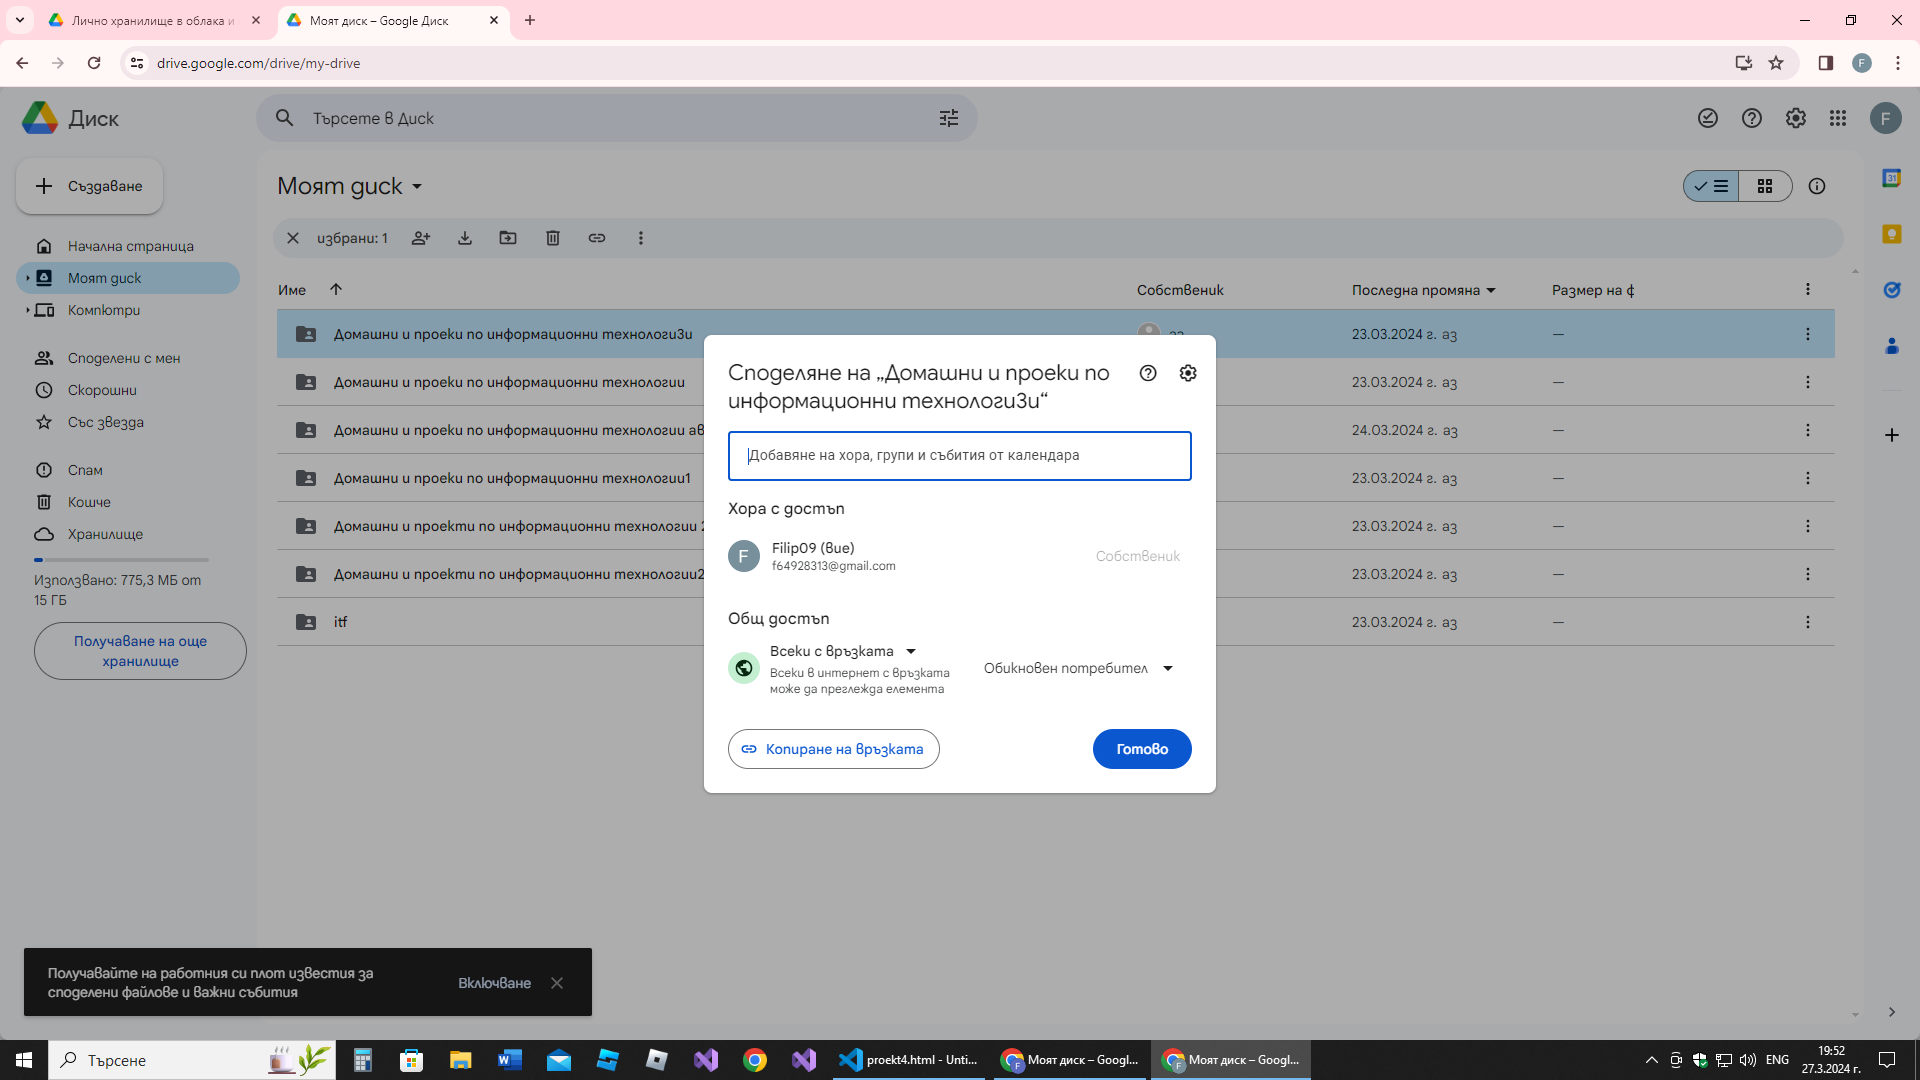 Лично хранилище в облака и
Моят диск – Google Диск
drive.google.com/drive/my-drive
F
Диск
Търсете в Диск
F
Създаване
Начална страница
Моят диск
Компютри
Споделени с мен
Скорошни
Със звезда
Спам
Кошче
Хранилище
Използвано: 775,3 МБ от
15 ГБ
Получаване на още
хранилище
Моят диск
избрани: 1
Име
Собственик
Последна промяна
Размер на ф
Домашни и проеки по информационни технологи3и
аз
23.03.2024 г. аз
—
Домашни и проеки по информационни технологии
23.03.2024 г. аз
—
Домашни и проеки по информационни технологии ав
24.03.2024 г. аз
—
Домашни и проеки по информационни технологии1
23.03.2024 г. аз
—
Домашни и проекти по информационни технологии 2
23.03.2024 г. аз
—
Домашни и проекти по информационни технологии2
23.03.2024 г. аз
—
itf
23.03.2024 г. аз
—
31
Споделяне на „Домашни и проеки по
информационни технологи3и“
Добавяне на хора, групи и събития от календара
Хора с достъп
F
Filip09 (вие)
f64928313@gmail.com
Собственик
Общ достъп
Всеки с връзката
Всеки в интернет с връзката
може да преглежда елемента
Обикновен потребител
Копиране на връзката
Готово
Получавайте на работния си плот известия за
споделени файлове и важни събития
Включване
Търсене
proekt4.html - Unti...
Моят диск – Googl...
Моят диск – Googl...
ENG
19:52
27.3.2024 г.